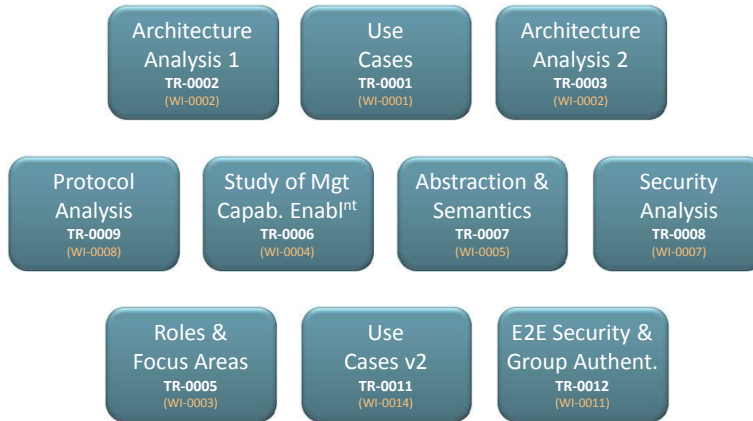 Architecture
Analysis 1
TR-0002
(WI-0002)
Use
Cases
TR-0001
(WI-0001)
Architecture
Analysis 2
TR-0003
(WI-0002)
Protocol
Analysis
TR-0009
(WI-0008)
Study of Mgt
Capab. Enablⁿᵗ
TR-0006
(WI-0004)
Abstraction &
Semantics
TR-0007
(WI-0005)
Security
Analysis
TR-0008
(WI-0007)
Roles &
Focus Areas
TR-0005
(WI-0003)
Use
Cases v2
TR-0011
(WI-0014)
E2E Security &
Group Authent.
TR-0012
(WI-0011)